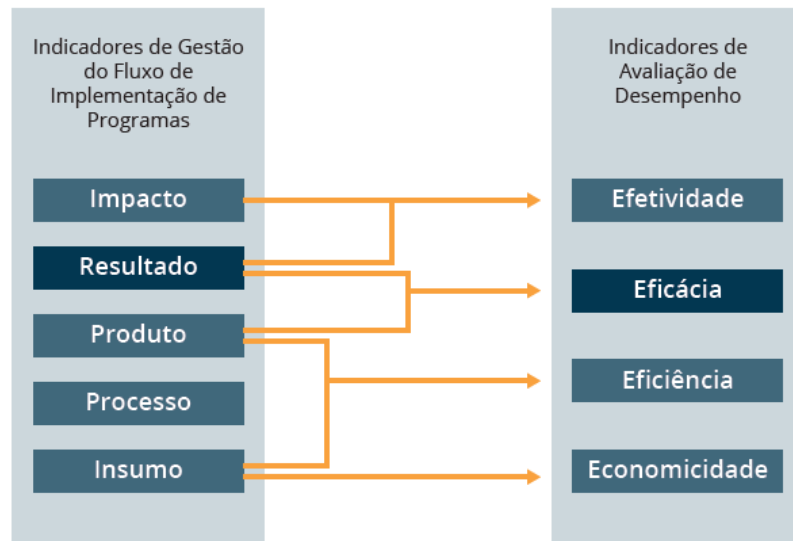 Indicadores de Gestão
do Fluxo de
Implementação de
Programas
Impacto
Resultado
Produto
Processo
Insumo
Indicadores de
Avaliação de
Desempenho
Efetividade
Eficácia
Eficiência
Economicidade